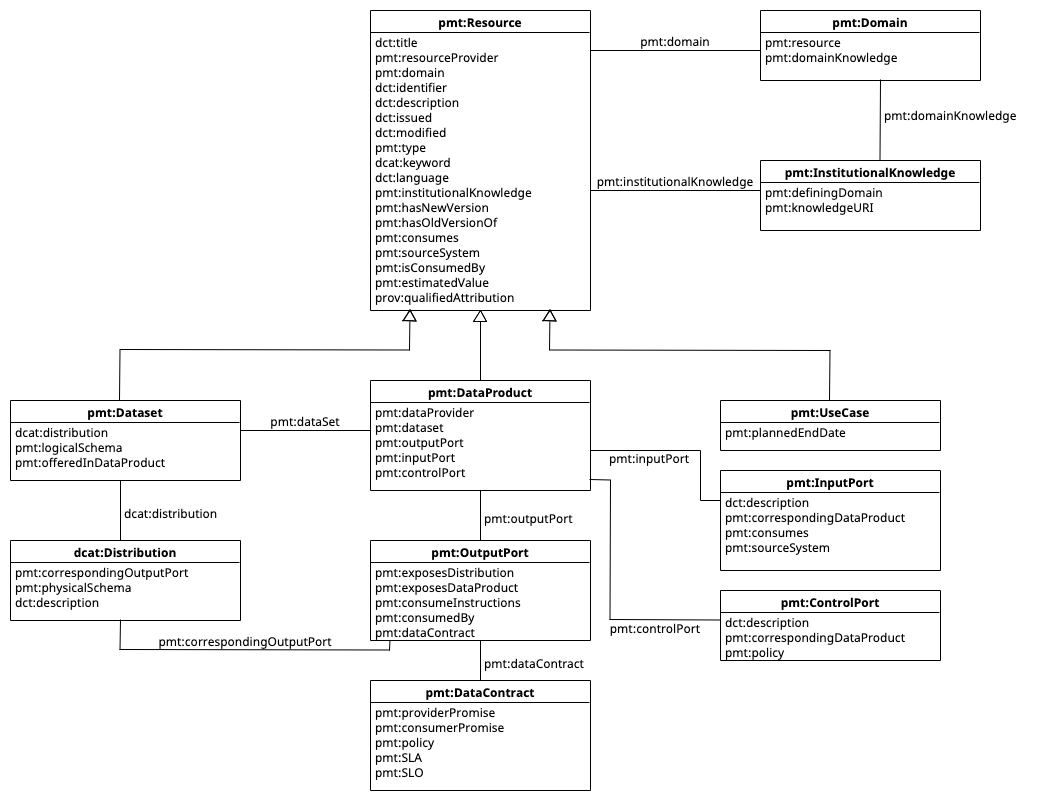 pmt:Resource
dct:title
pmt:resourceProvider
pmt:domain
dct:identifier
dct:description
dct:issued
dct:modified
pmt:type
dcat:keyword
dct:language
pmt:institutionalKnowledge
pmt:hasNewVersion
pmt:hasOldVersionOf
pmt:consumes
pmt:sourceSystem
pmt:isConsumedBy
pmt:estimatedValue
prov:qualifiedAttribution
pmt:domain
pmt:Domain
pmt:resource
pmt:domainKnowledge
pmt:domainKnowledge
pmt:institutionalKnowledge
pmt:InstitutionalKnowledge
pmt:definingDomain
pmt:knowledgeURI
pmt:Dataset
dcat:distribution
pmt:logicalSchema
pmt:offeredInDataProduct
pmt:dataSet
pmt:DataProduct
pmt:dataProvider
pmt:dataset
pmt:outputPort
pmt:inputPort
pmt:controlPort
pmt:UseCase
pmt:plannedEndDate
pmt:inputPort
pmt:InputPort
dct:description
pmt:correspondingDataProduct
pmt:consumes
pmt:sourceSystem
dcat:distribution
pmt:outputPort
dcat:Distribution
pmt:correspondingOutputPort
pmt:physicalSchema
dct:description
pmt:OutputPort
pmt:exposesDistribution
pmt:exposesDataProduct
pmt:consumeInstructions
pmt:consumedBy
pmt:dataContract
pmt:controlPort
pmt:ControlPort
dct:description
pmt:correspondingDataProduct
pmt:policy
pmt:correspondingOutputPort
pmt:dataContract
pmt:DataContract
pmt:providerPromise
pmt:consumerPromise
pmt:policy
pmt:SLA
pmt:SLO